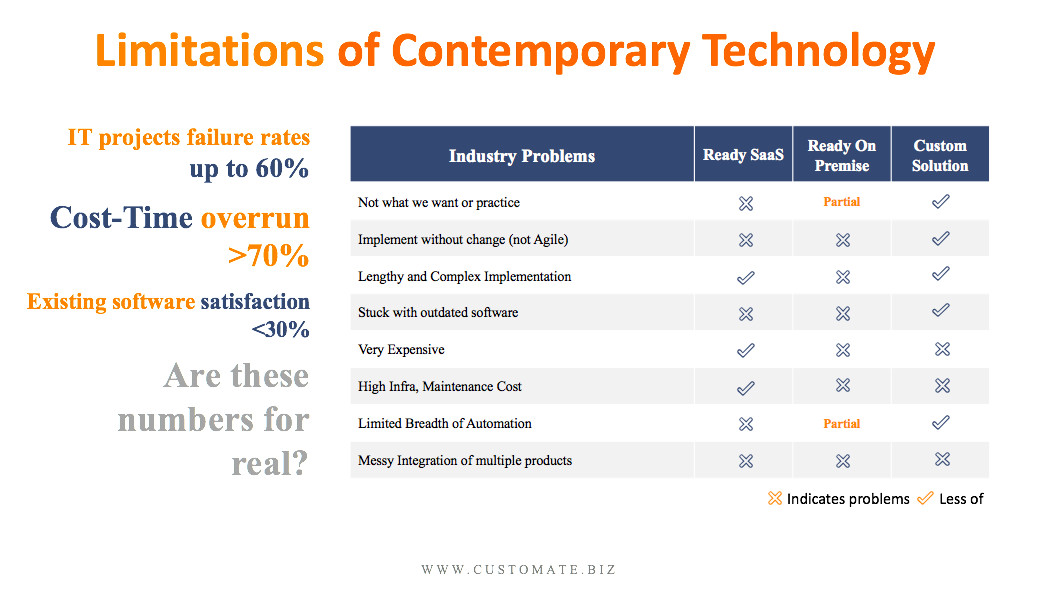 Limitations of Contemporary Technology
IT projects failure rates
up to 60%
Cost-Time overrun
>70%
Existing software satisfaction
<30%
Are these
numbers for
real?
Industry Problems Ready SaaS Ready On Premise Custom Solution
Not what we want or practice Partial
Implement without change (not Agile)
Lengthy and Complex Implementation
Stuck with outdated software
Very Expensive
High Infra, Maintenance Cost
Limited Breadth of Automation Partial
Messy Integration of multiple products
Indicates problems Less of
WWW.CUSTOMATE.BIZ